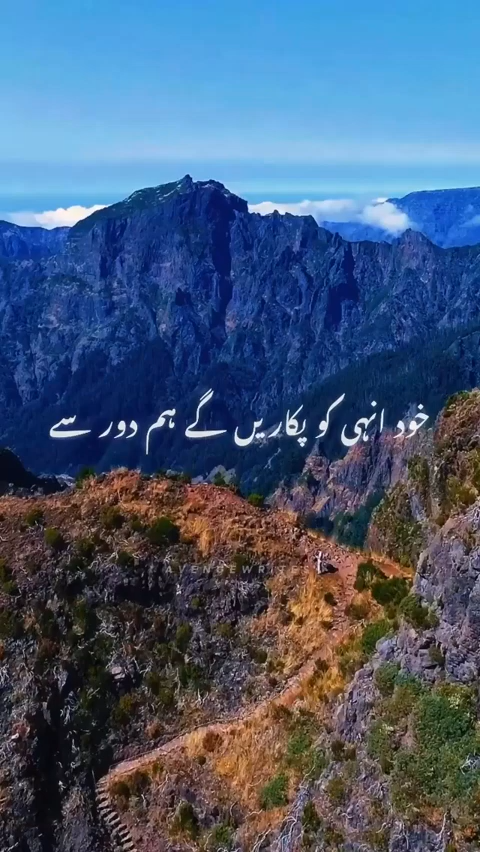 خود انہی کو پکاریں گے ہم دور سے